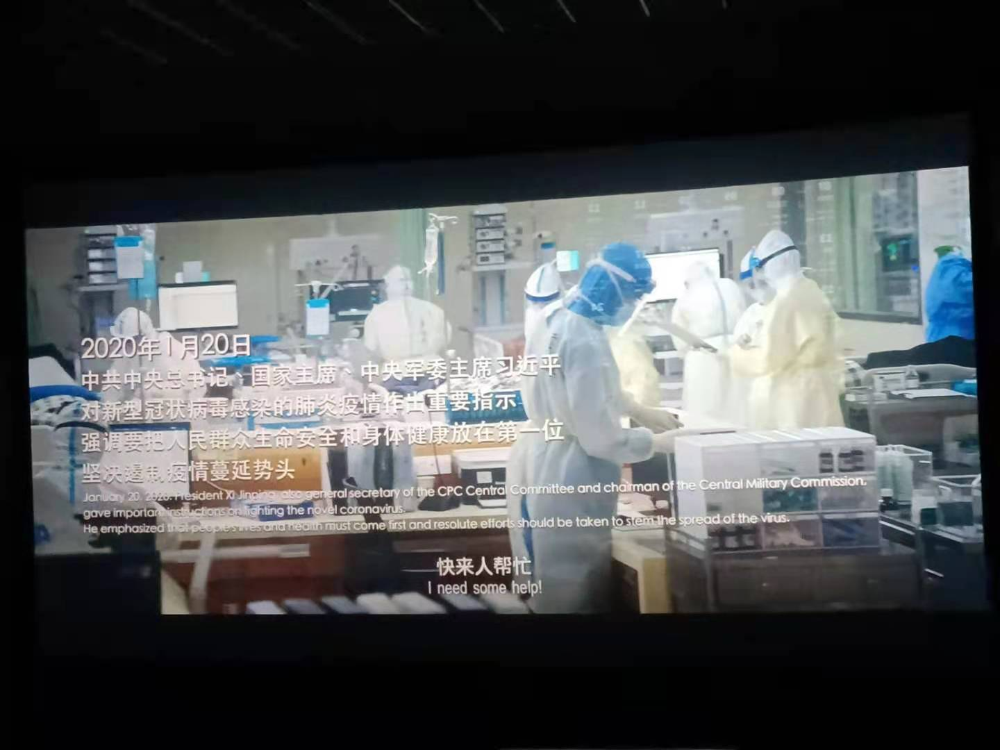 2020年1月20日
中共中央总书记、国家主席、中央军委主席习近平
对新型冠状病毒感染的肺炎疫情作出重要指示
强调要把人民群众生命安全和身体健康放在第一位
坚决遏制疫情蔓延势头
January 20, 2020. President Xi Jinping, also general secretary of the CPC Central Committee and chairman of the Central Military Commission,
gave important instructions on fighting the novel coronavirus.
He emphasized that people's lives and health must come first and resolute efforts should be taken to stem the spread of the virus.
快来人帮忙
I need some help!